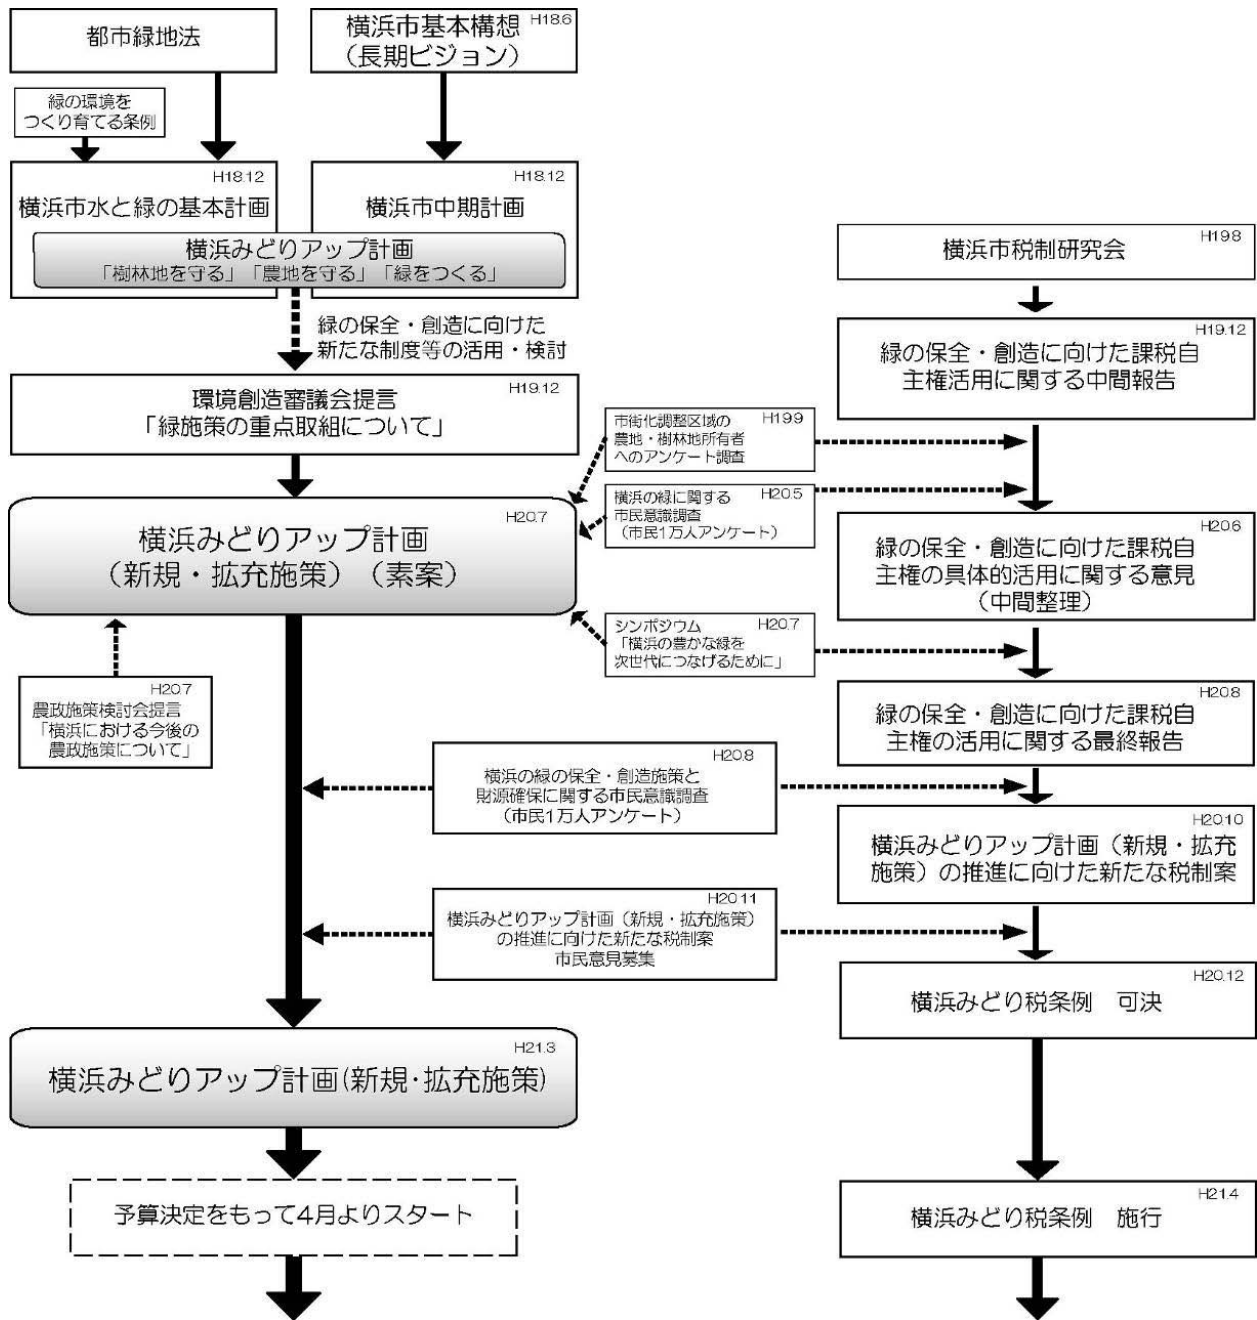 都市緑地法
横浜市基本構想
H18.6
(長期ビジョン)
緑の環境を
つくり育てる条例
H18.12
横浜市水と緑の基本計画
H18.12
横浜市中期計画
横浜みどりアップ計画
「樹林地を守る」「農地を守る」「緑をつくる」
緑の保全・創造に向けた
新たな制度等の活用・検討
H19.12
環境創造審議会提言
「緑施策の重点取組について」
H20.7
横浜みどりアップ計画
(新規・拡充施策)(素案)
H20.7
農政施策検討会提言
「横浜における今後の
農政施策について」
市街化調整区域の
H19.9
農地・樹林地所有者
へのアンケート調査
横浜の緑に関する
H20.5
市民意識調査
(市民1万人アンケート)
シンポジウム
H20.7
「横浜の豊かな緑を
次世代につなげるために」
H20.8
横浜の緑の保全・創造施策と
財源確保に関する市民意識調査
(市民1万人アンケート)
H20.11
横浜みどりアップ計画(新規・拡充施策)
の推進に向けた新たな税制案
市民意見募集
H21.3
横浜みどりアップ計画(新規・拡充施策)
予算決定をもって4月よりスタート
H19.8
横浜市税制研究会
H19.12
緑の保全・創造に向けた課税自
主権活用に関する中間報告
H20.6
緑の保全・創造に向けた課税自
主権の具体的活用に関する意見
(中間整理)
H20.8
緑の保全・創造に向けた課税自
主権の活用に関する最終報告
H20.10
横浜みどりアップ計画(新規・拡充
施策)の推進に向けた新たな税制案
H20.12
横浜みどり税条例 可決
H21.4
横浜みどり税条例 施行